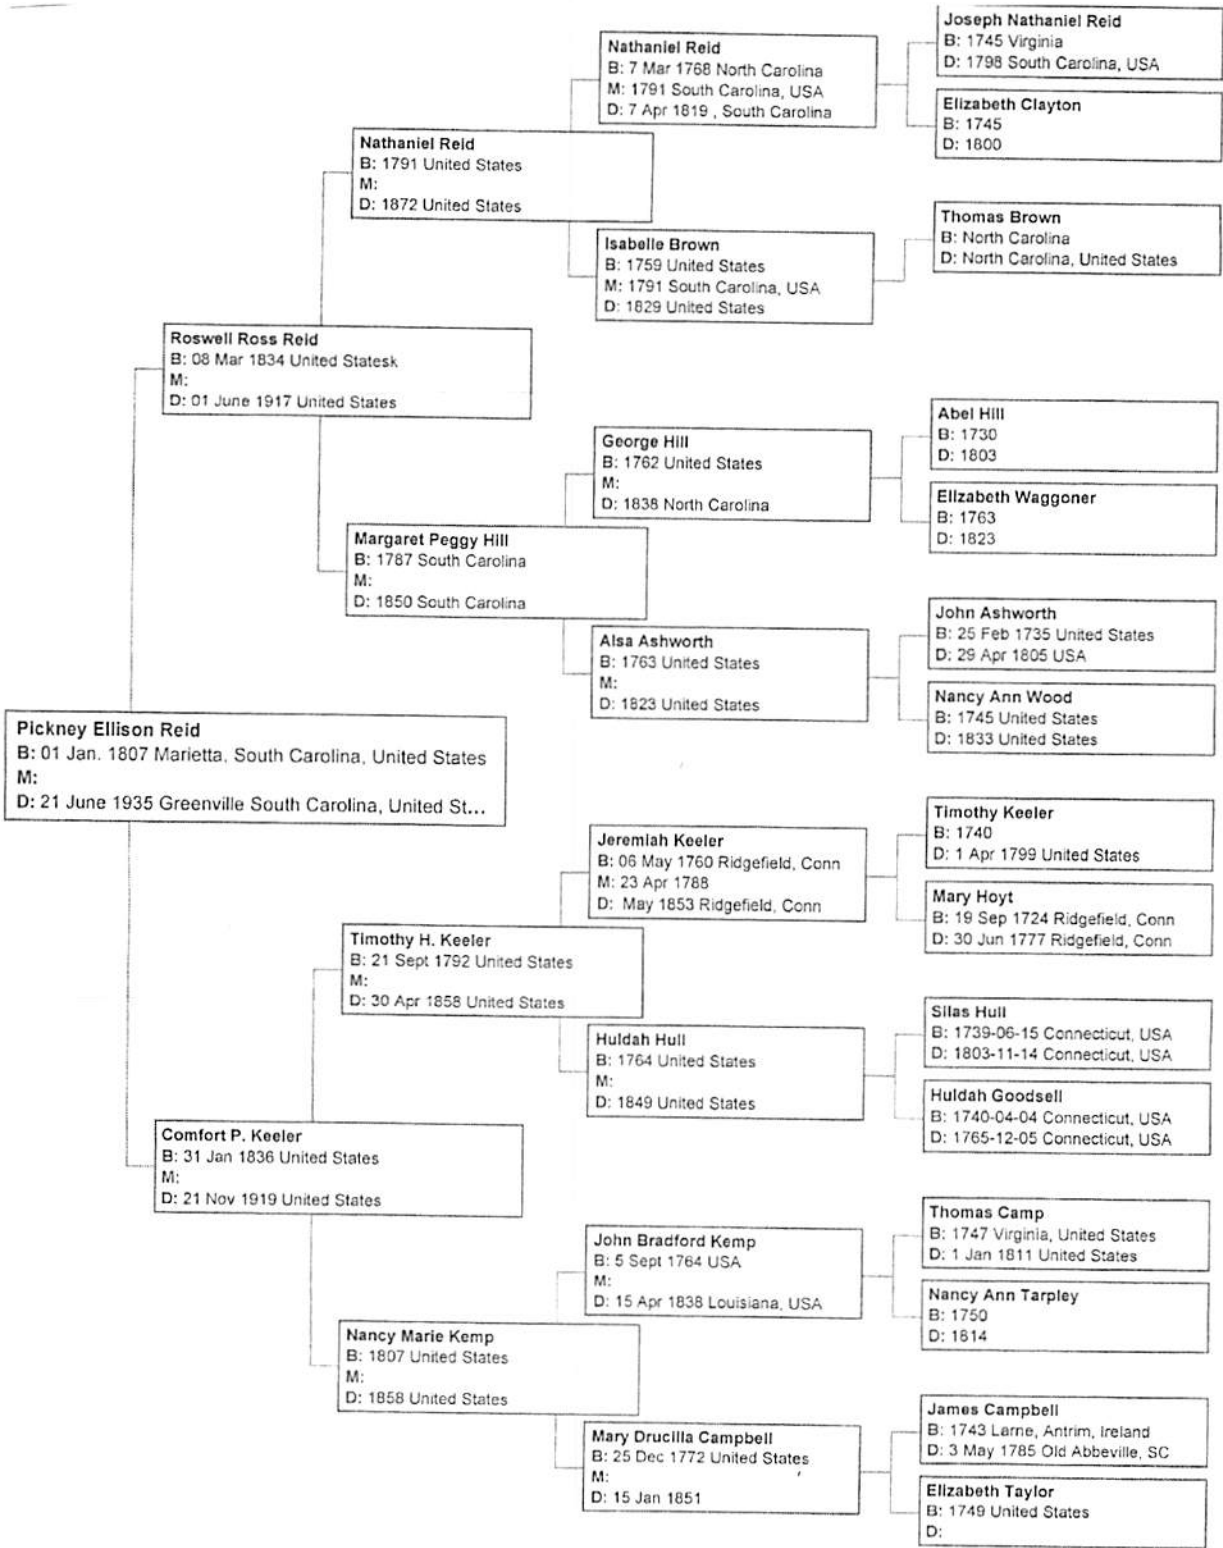 Joseph Nathaniel Reid
B: 1745 Virginia
D: 1798 South Carolina, USA
Nathaniel Reid
B: 7 Mar 1768 North Carolina
M: 1791 South Carolina, USA
D: 7 Apr 1819 , South Carolina
Elizabeth Clayton
B: 1745
D: 1800
Nathaniel Reid
B: 1791 United States
M:
D: 1872 United States
Thomas Brown
B: North Carolina
D: North Carolina, United States
Isabelle Brown
B: 1759 United States
M: 1791 South Carolina, USA
D: 1829 United States
Roswell Ross Reid
B: 08 Mar 1834 United Statesk
M:
D: 01 June 1917 United States
Abel Hill
B: 1730
D: 1803
George Hill
B: 1762 United States
M:
D: 1838 North Carolina
Elizabeth Waggoner
B: 1763
D: 1823
Margaret Peggy Hill
B: 1787 South Carolina
M:
D: 1850 South Carolina
John Ashworth
B: 25 Feb 1735 United States
D: 29 Apr 1805 USA
Alsa Ashworth
B: 1763 United States
M:
D: 1823 United States
Nancy Ann Wood
B: 1745 United States
D: 1833 United States
Pickney Ellison Reid
B: 01 Jan. 1807 Marietta, South Carolina, United States
M:
D: 21 June 1935 Greenville South Carolina, United St...
Timothy Keeler
B: 1740
D: 1 Apr 1799 United States
Jeremiah Keeler
B: 06 May 1760 Ridgefield, Conn
M: 23 Apr 1788
D: May 1853 Ridgefield, Conn
Mary Hoyt
B: 19 Sep 1724 Ridgefield, Conn
D: 30 Jun 1777 Ridgefield, Conn
Timothy H. Keeler
B: 21 Sept 1792 United States
M:
D: 30 Apr 1858 United States
Silas Hull
B: 1739-06-15 Connecticut, USA
D: 1803-11-14 Connecticut, USA
Huldah Hull
B: 1764 United States
M:
D: 1849 United States
Huldah Goodsell
B: 1740-04-04 Connecticut, USA
D: 1765-12-05 Connecticut, USA
Comfort P. Keeler
B: 31 Jan 1836 United States
M:
D: 21 Nov 1919 United States
Thomas Camp
B: 1747 Virginia, United States
D: 1 Jan 1811 United States
John Bradford Kemp
B: 5 Sept 1764 USA
M:
D: 15 Apr 1838 Louisiana, USA
Nancy Ann Tarpley
B: 1750
D: 1814
Nancy Marie Kemp
B: 1807 United States
M:
D: 1858 United States
James Campbell
B: 1743 Larne, Antrim, Ireland
D: 3 May 1785 Old Abbeville, SC
Mary Drucilla Campbell
B: 25 Dec 1772 United States
M:
D: 15 Jan 1851
Elizabeth Taylor
B: 1749 United States
D: